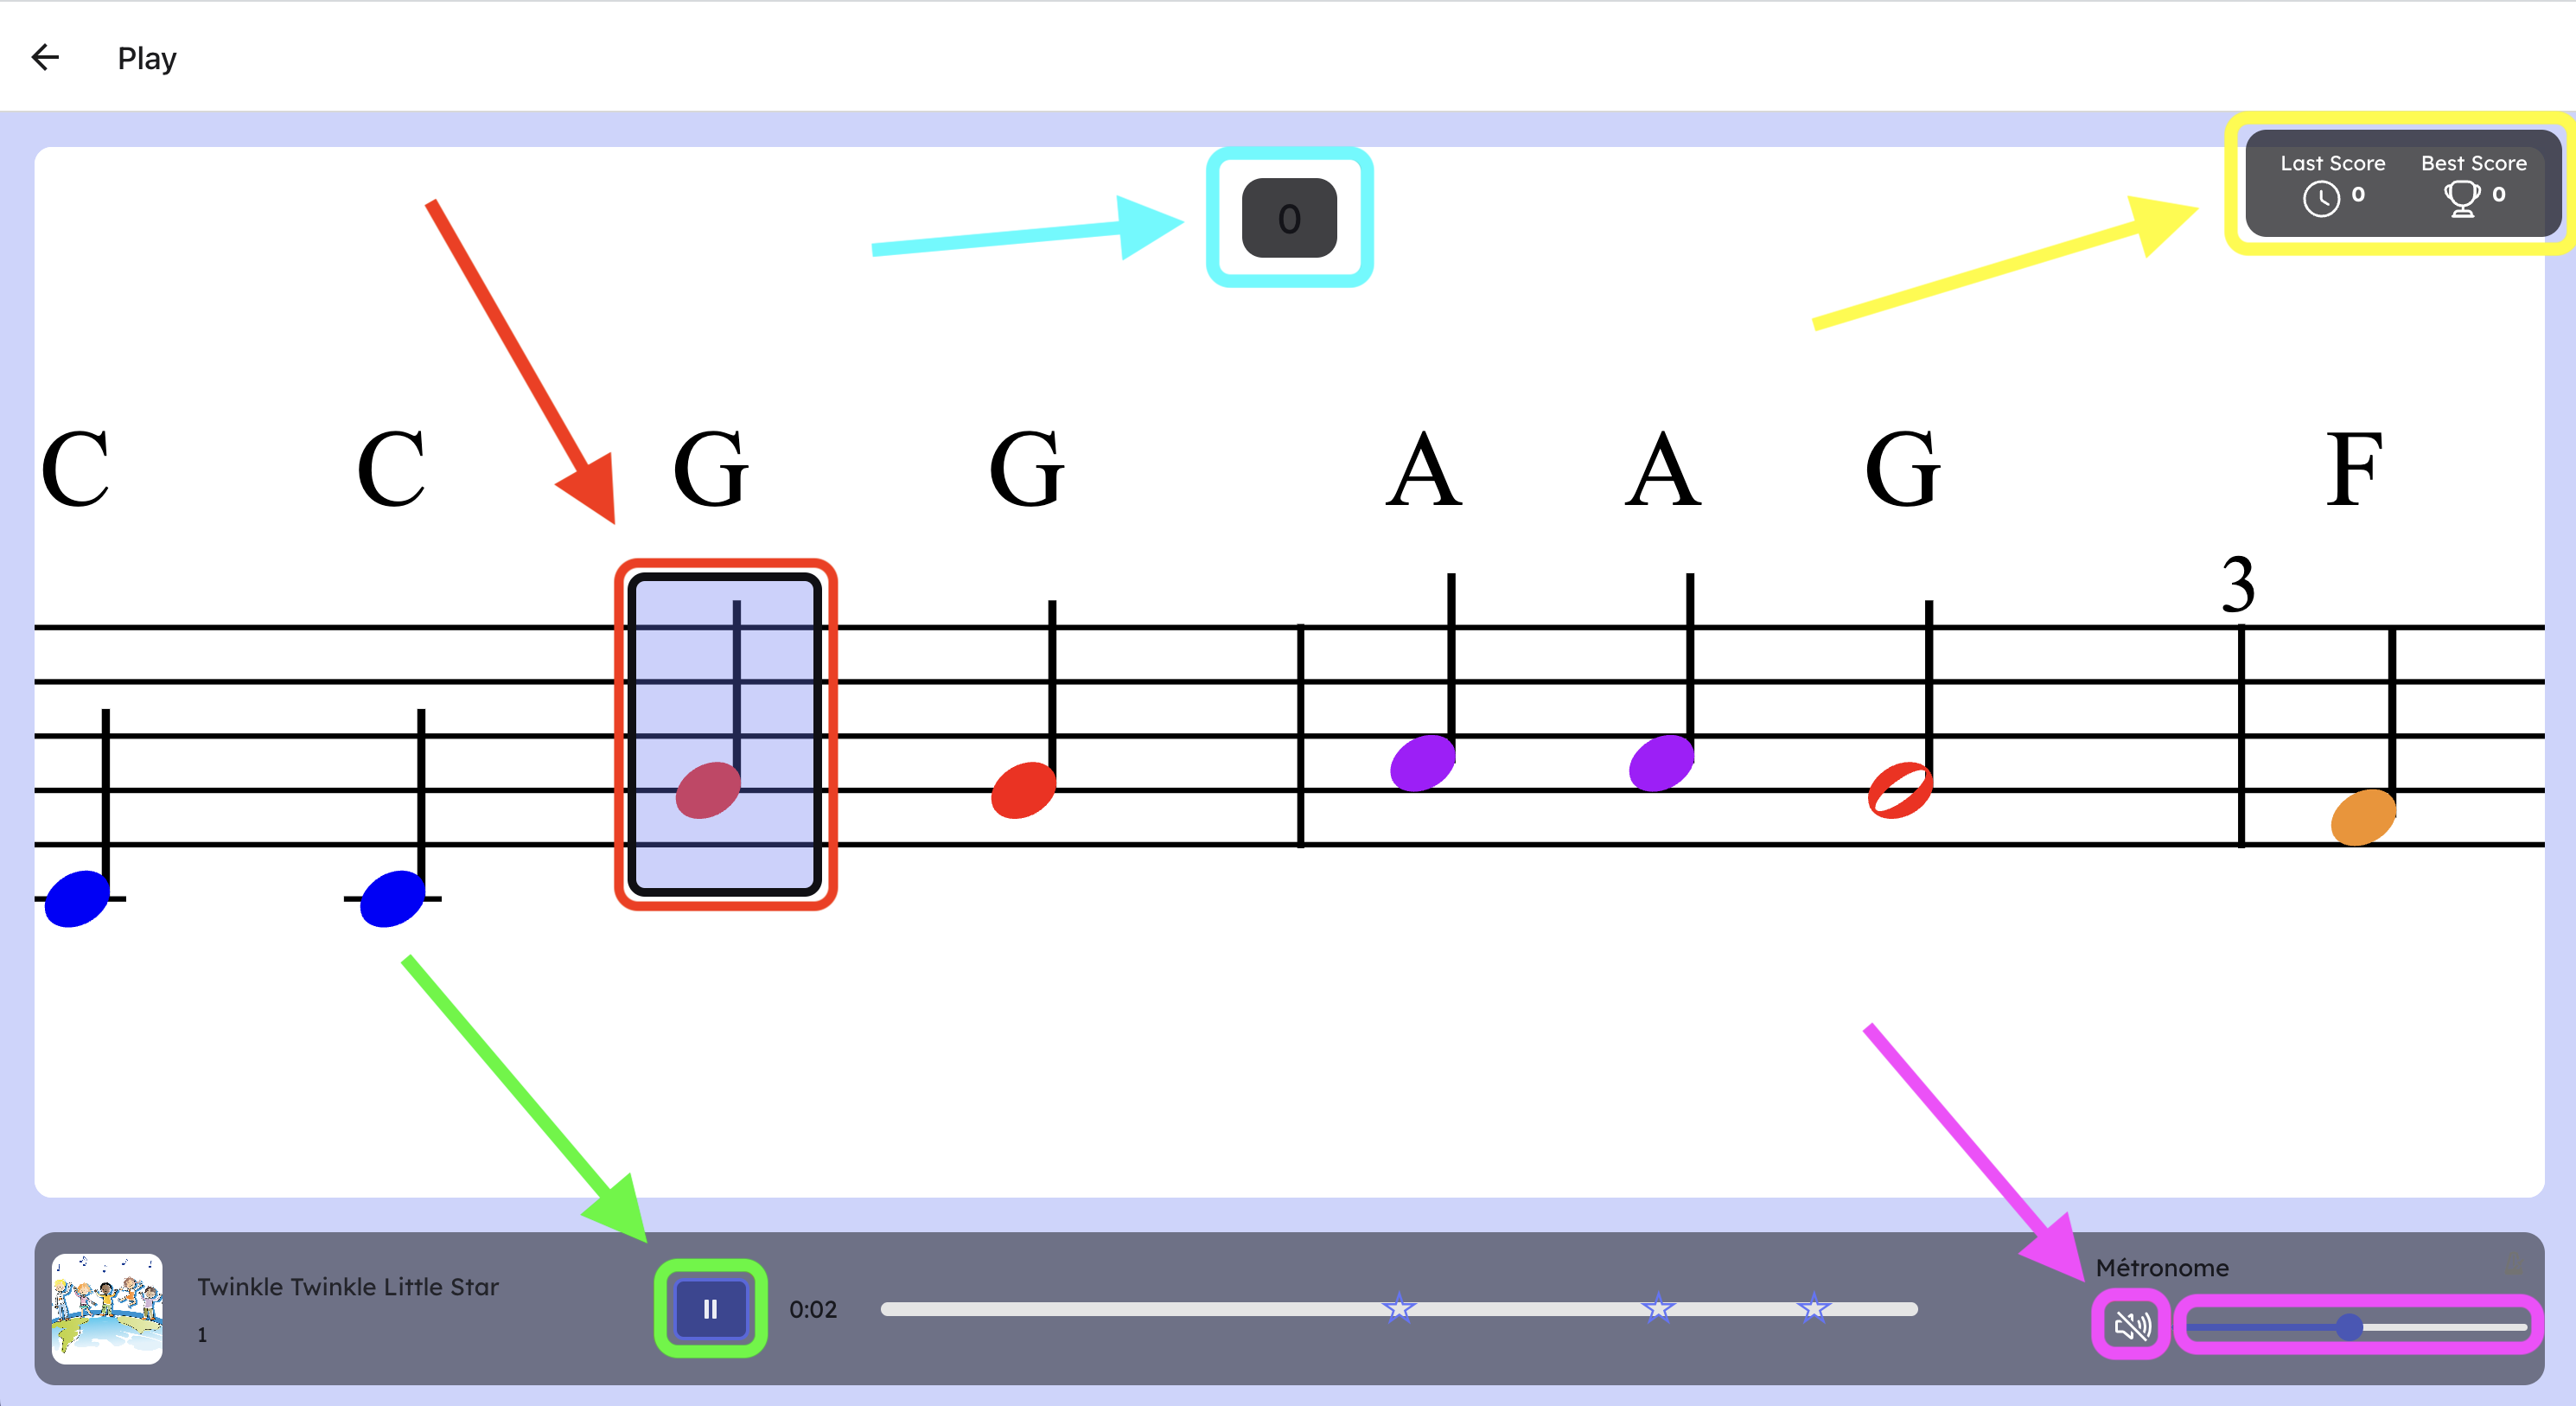 Play
Last Score Best Score
0 0
0
C C G G A A G F
3
Twinkle Twinkle Little Star
1
0:02
Métronome